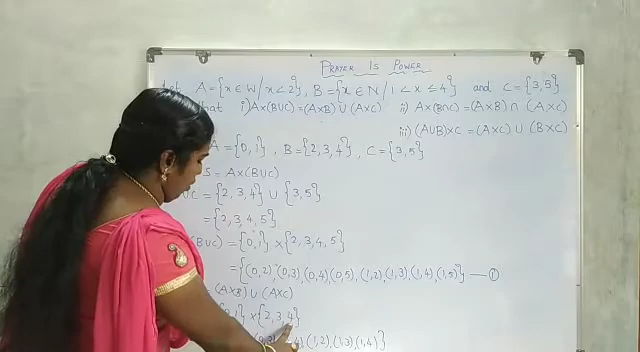 PRAYER IS POWER
Let A={x∈W/x<2}, B={x∈N/1<x≤4} and C={3,5}
that i) A×(B∪C)=(A×B)∪(A×C) ii) A×(B∩C)=(A×B)∩(A×C)
iii) (A∪B)×C=(A×C)∪(B×C)
A={0,1}, B={2,3,4}, C={3,5}
S=A×(B∪C)
∪C={2,3,4}∪{3,5}
={2,3,4,5}
(B∪C)={0,1}×{2,3,4,5}
={(0,2),(0,3),(0,4),(0,5),(1,2),(1,3),(1,4),(1,5)} —①
(A×B)∪(A×C)
1}×{2,3,4}
(1,2),(1,3),(1,4)}